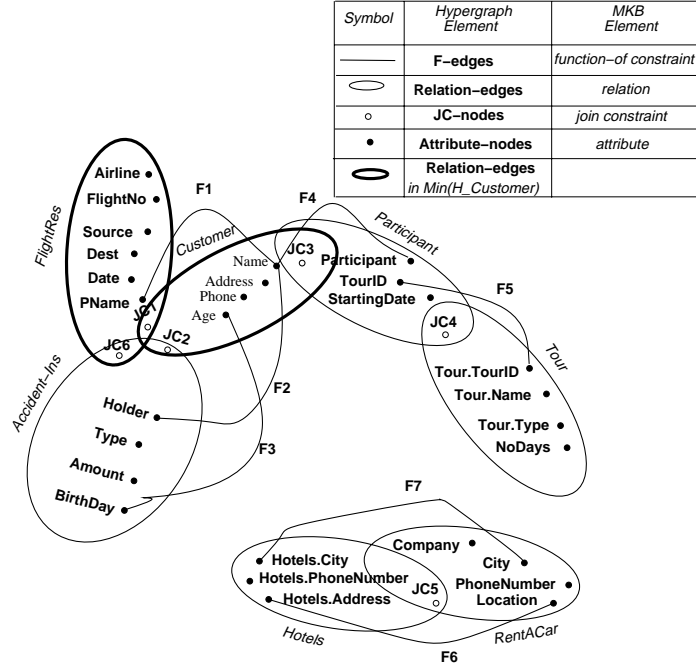 Symbol Hypergraph Element MKB Element
F-edges function-of constraint
Relation-edges relation
JC-nodes join constraint
Attribute-nodes attribute
Relation-edges in Min(H_Customer)
FlightRes
Airline
FlightNo
Source
Dest
Date
PName
JC1
JC6
JC2
F1
Customer
Name
Address
Phone
Age
F4
JC3
Participant
Participant
TourID
StartingDate
JC4
F5
Tour
Tour.TourID
Tour.Name
Tour.Type
NoDays
Accident-Ins
Holder
Type
Amount
BirthDay
F2
F3
F7
Hotels.City
Hotels.PhoneNumber
Hotels.Address
Hotels
Company
City
PhoneNumber
Location
JC5
RentACar
F6